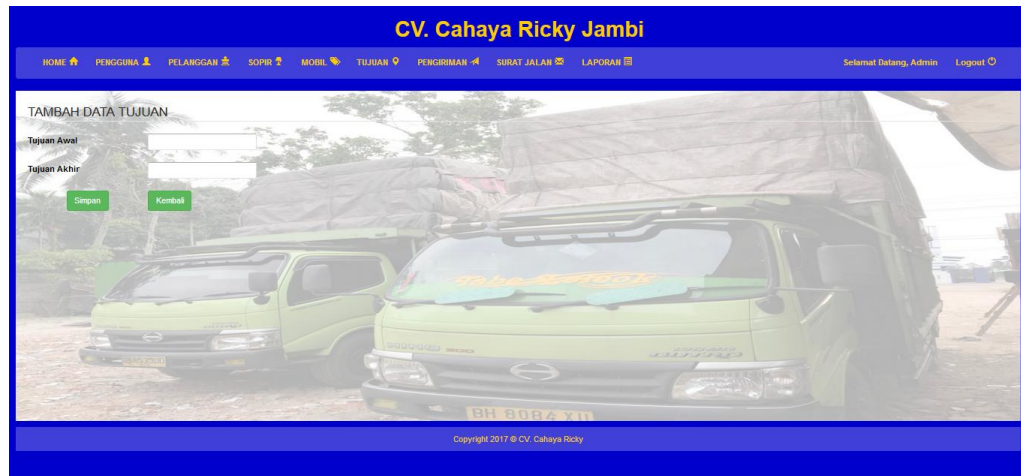 CV. Cahaya Ricky Jambi
HOME PENGGUNA PELANGGAN SOPIR MOBIL TUJUAN PENGIRIMAN SURAT JALAN LAPORAN Selamat Datang, Admin Logout
TAMBAH DATA TUJUAN
Tujuan Awal
Tujuan Akhir
Simpan Kembali
BH 8084 XU
Copyright 2017 © CV. Cahaya Ricky